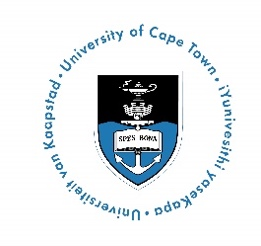 University of Cape Town • iYunivesithi yaseKapa • Universiteit van Kaapstad •
SPES BONA